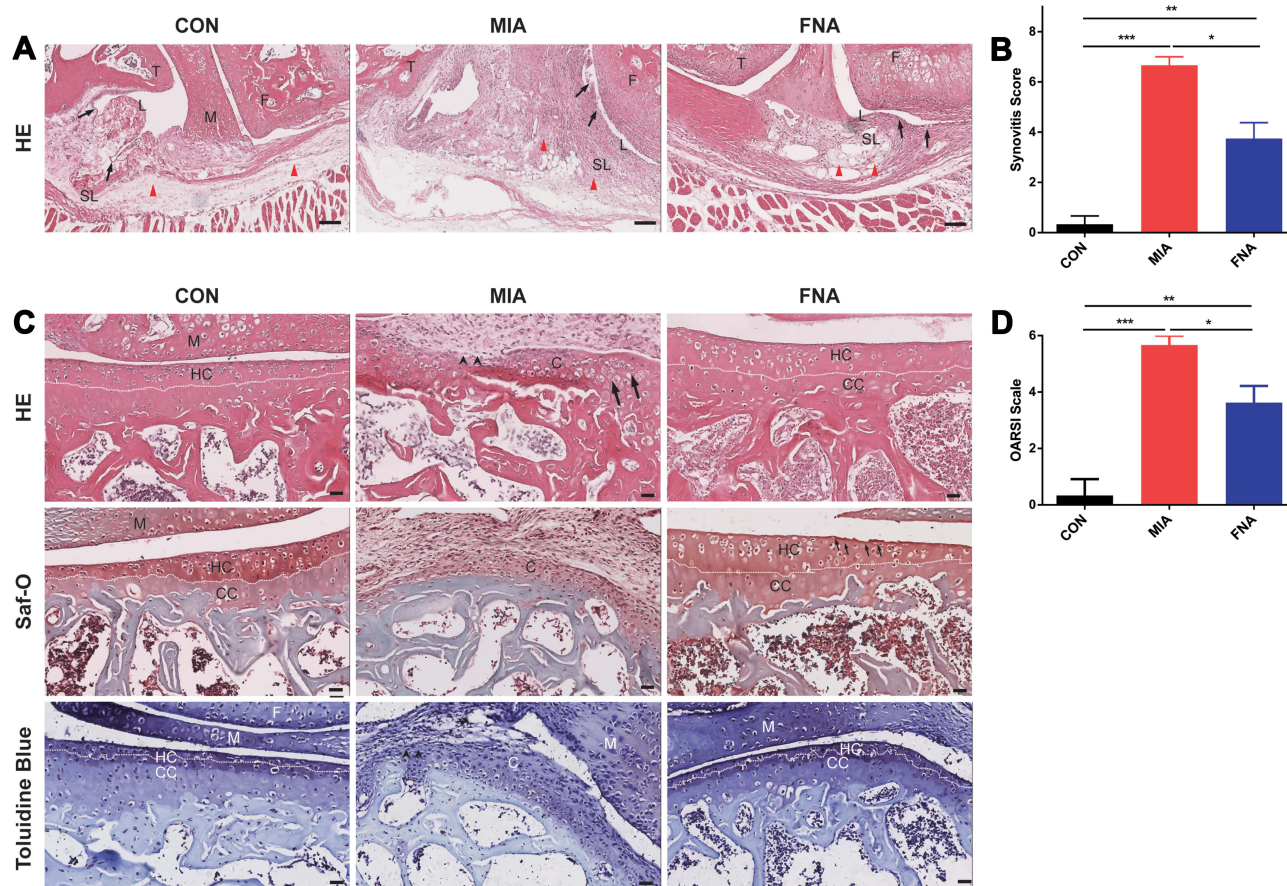 A
CON
MIA
FNA
HE
T
L
M
F
SL
T
F
L
SL
T
F
L
SL
B
Synovitis Score
8
6
4
2
0
**
***
*
CON
MIA
FNA
C
CON
MIA
FNA
HE
M
HC
C
HC
CC
Saf-O
M
HC
CC
C
HC
CC
Toluidine Blue
F
M
HC
CC
M
C
M
HC
CC
D
OARSI Scale
6
4
2
0
**
***
*
CON
MIA
FNA